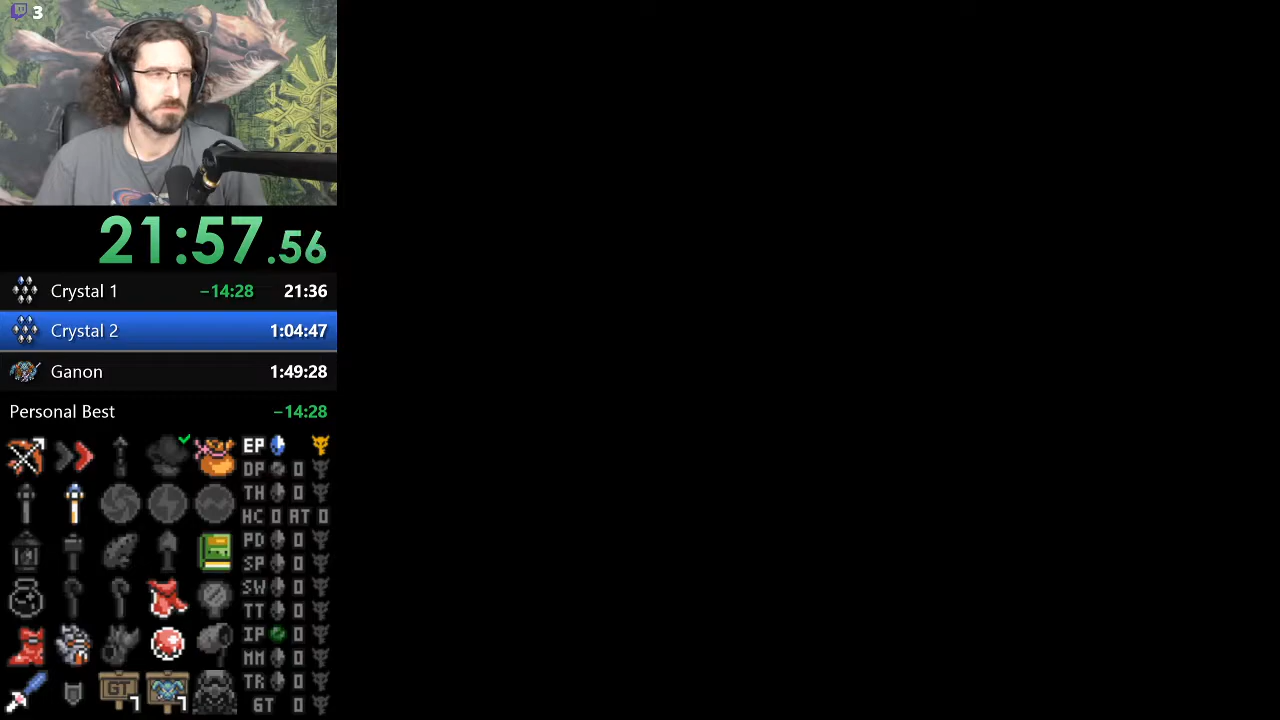 3
21:57.56
Crystal 1 −14:28 21:36
Crystal 2 1:04:47
Ganon 1:49:28
Personal Best −14:28
EP
DP 0
TH 0
HC 0 AT 0
PD 0
SP 0
SW 0
TT 0
IP 0
MM 0
TR 0
GT 7 7 GT 0